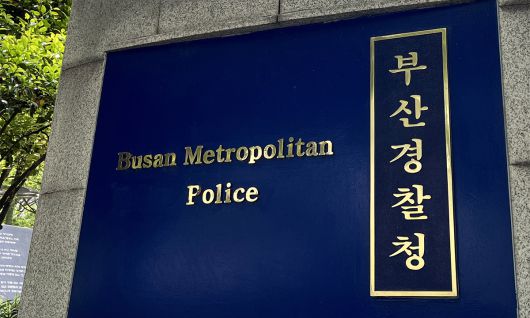 Busan Metropolitan
Police
부산경찰청